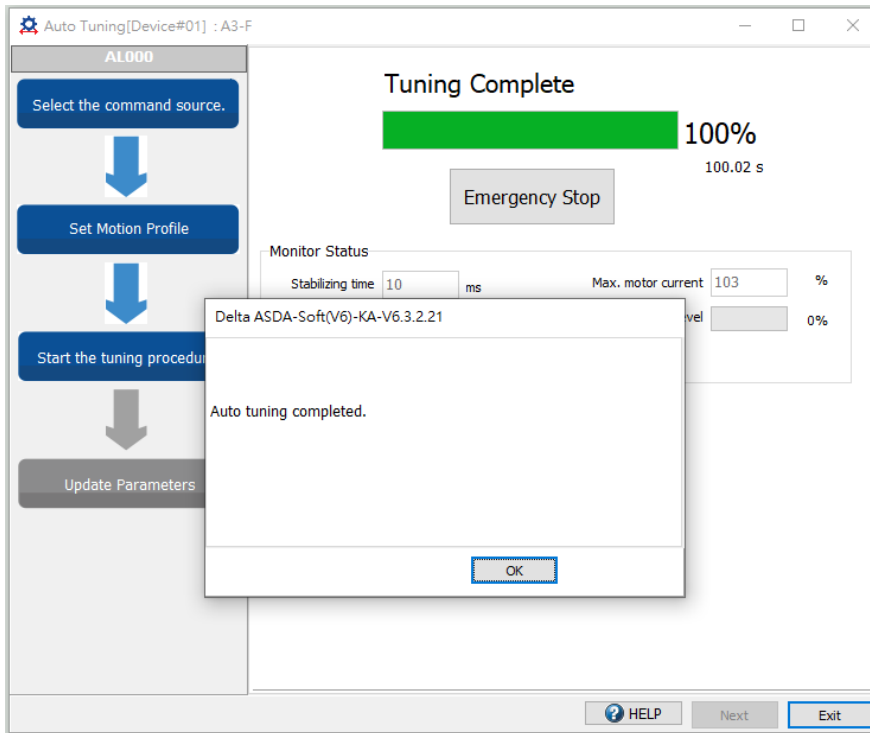 Auto Tuning[Device#01] : A3-F
AL000
Select the command source.
Set Motion Profile
Start the tuning procedur
Update Parameters
Tuning Complete
100%
100.02 s
Emergency Stop
Monitor Status
Stabilizing time 10 ms
Max. motor current 103 %
evel 0%
Delta ASDA-Soft(V6)-KA-V6.3.2.21
Auto tuning completed.
OK
HELP
Next
Exit